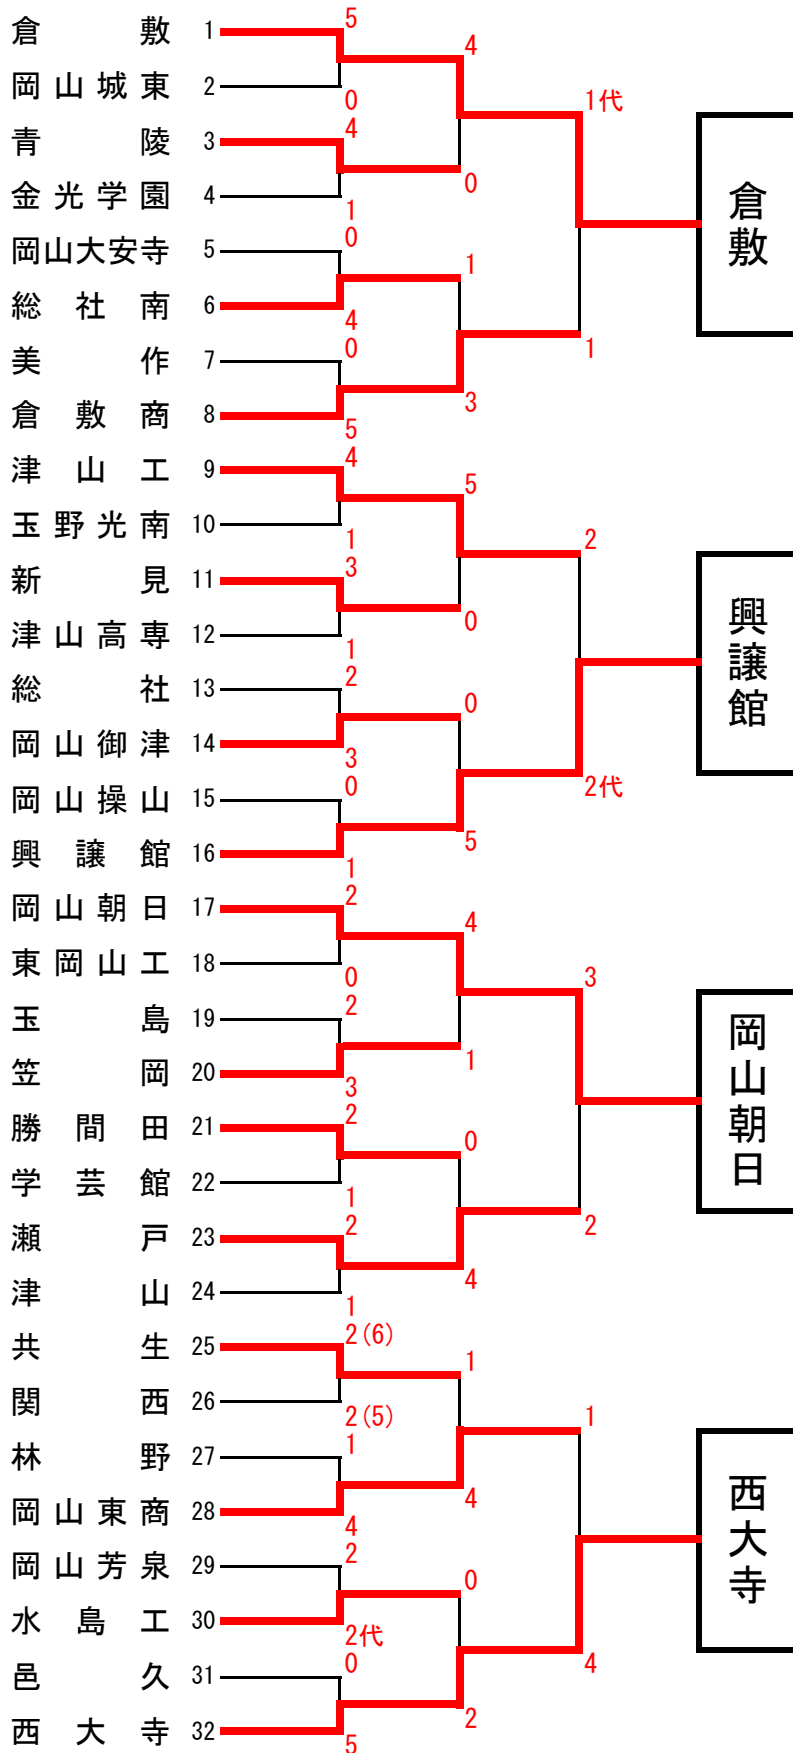 倉敷 1 5
4
岡山城東 2 0
1代
青陵 3 4
0
金光学園 4 1
倉敷
岡山大安寺 5 0
1
総社南 6 4
1
美作 7 0
3
倉敷商 8 5
津山工 9 4
5
玉野光南 10 1
2
新見 11 3
0
津山高専 12 1
興譲館
総社 13 2
0
岡山御津 14 3
2代
岡山操山 15 0
5
興譲館 16 1
岡山朝日 17 2
4
東岡山工 18 0
3
玉島 19 2
1
笠岡 20 3
岡山朝日
勝間田 21 2
0
学芸館 22 1
2
瀬戸 23 2
4
津山 24 1
共生 25 2(6)
1
関西 26 2(5)
1
林野 27 1
4
岡山東商 28 4
西大寺
岡山芳泉 29 2
0
水島工 30 2代
4
邑久 31 0
2
西大寺 32 5